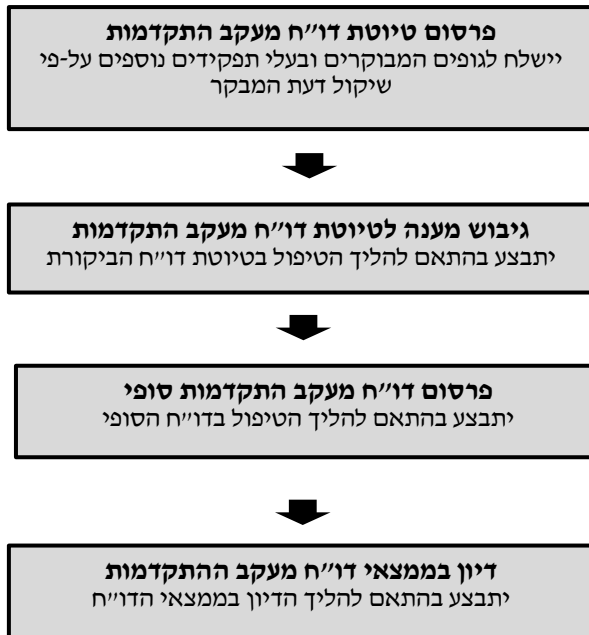 פרסום טיוטת דו״ח מעקב התקדמות
יישלח לגופים המבוקרים ובעלי תפקידים נוספים על-פי
שיקול דעת המבקר
גיבוש מענה לטיוטת דו״ח מעקב התקדמות
יתבצע בהתאם להליך הטיפול בטיוטת דו״ח הביקורת
פרסום דו״ח מעקב התקדמות סופי
יתבצע בהתאם להליך הטיפול בדו״ח הסופי
דיון בממצאי דו״ח מעקב ההתקדמות
יתבצע בהתאם להליך הדיון בממצאי הדו״ח